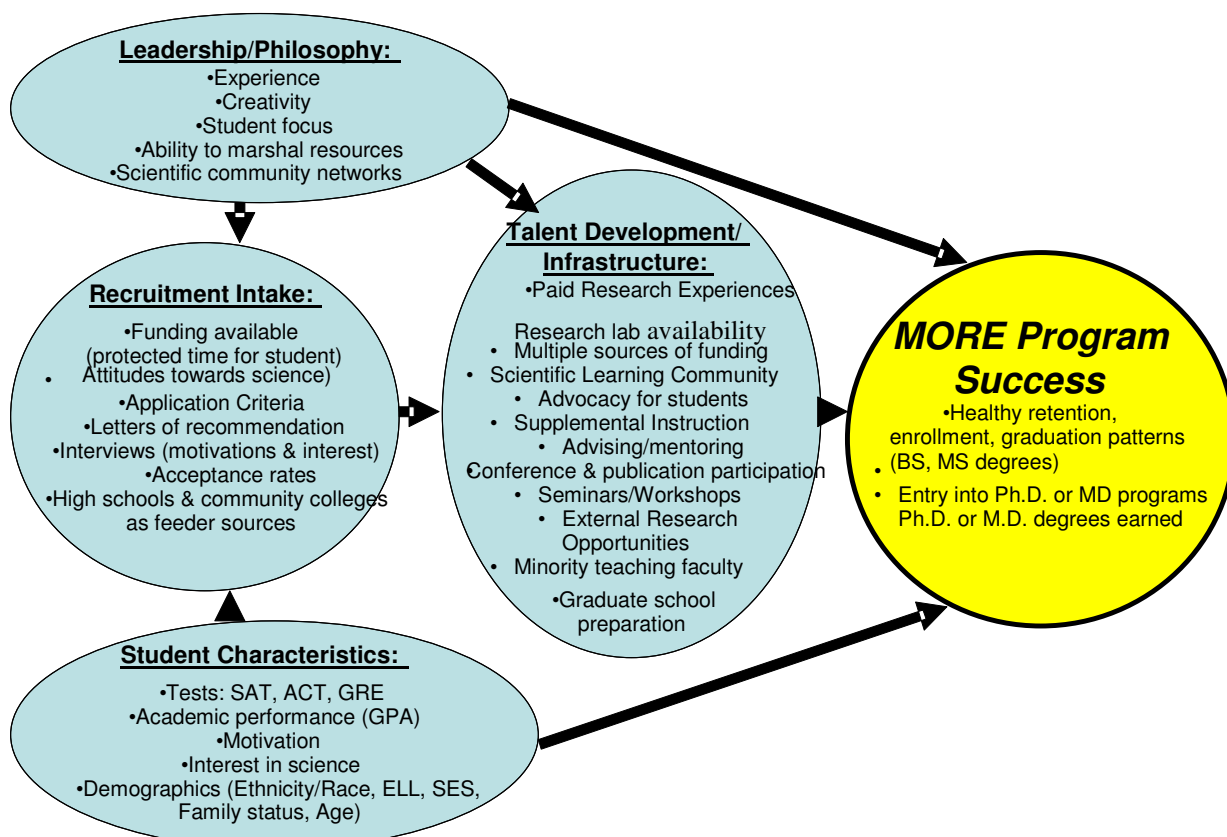 Leadership/Philosophy:
•Experience
•Creativity
•Student focus
•Ability to marshal resources
•Scientific community networks
Recruitment Intake:
•Funding available
(protected time for student)
• Attitudes towards science)
•Application Criteria
•Letters of recommendation
•Interviews (motivations & interest)
•Acceptance rates
•High schools & community colleges
as feeder sources
Talent Development/
Infrastructure:
•Paid Research Experiences
Research lab availability
• Multiple sources of funding
• Scientific Learning Community
• Advocacy for students
• Supplemental Instruction
• Advising/mentoring
•Conference & publication participation
• Seminars/Workshops
• External Research
Opportunities
• Minority teaching faculty
•Graduate school
preparation
MORE Program
Success
•Healthy retention,
enrollment, graduation patterns
(BS, MS degrees)
•
• Entry into Ph.D. or MD programs
Ph.D. or M.D. degrees earned
Student Characteristics:
•Tests: SAT, ACT, GRE
•Academic performance (GPA)
•Motivation
•Interest in science
•Demographics (Ethnicity/Race, ELL, SES,
Family status, Age)